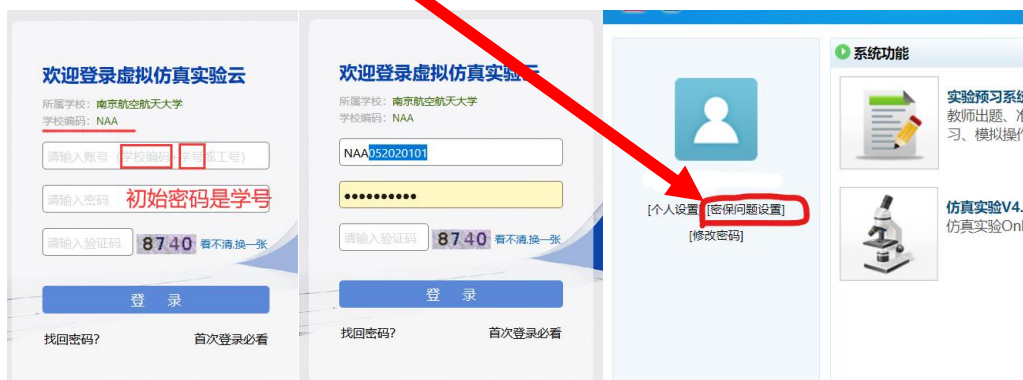 欢迎登录虚拟仿真实验云
所属学校：南京航空航天大学
学校编码：NAA
请输入账号（学校编码+学号或工号）
请输入密码
初始密码是学号
请输入验证码
8740
看不清,换一张
登 录
找回密码？
首次登录必看
欢迎登录虚拟仿真实验云
所属学校：南京航空航天大学
学校编码：NAA
NAA052020101
••••••••••
请输入验证码
8740
看不清,换一张
登 录
找回密码？
首次登录必看
[个人设置] [密保问题设置]
[修改密码]
系统功能
实验预习系统
教师出题、准
习、模拟操作
仿真实验V4.
仿真实验Onl